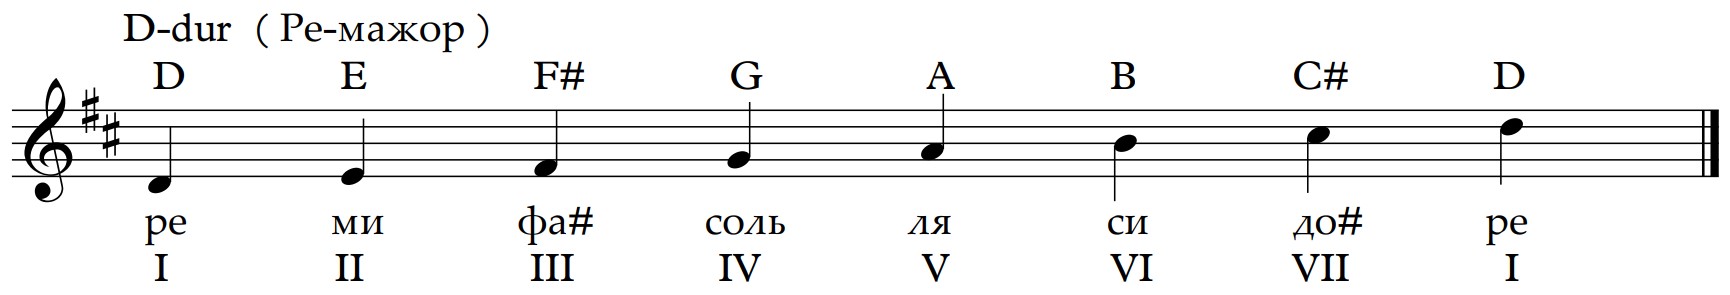 D-dur ( Ре-мажор )
D E F# G A B C# D
ре ми фа# соль ля си до# ре
I II III IV V VI VII I